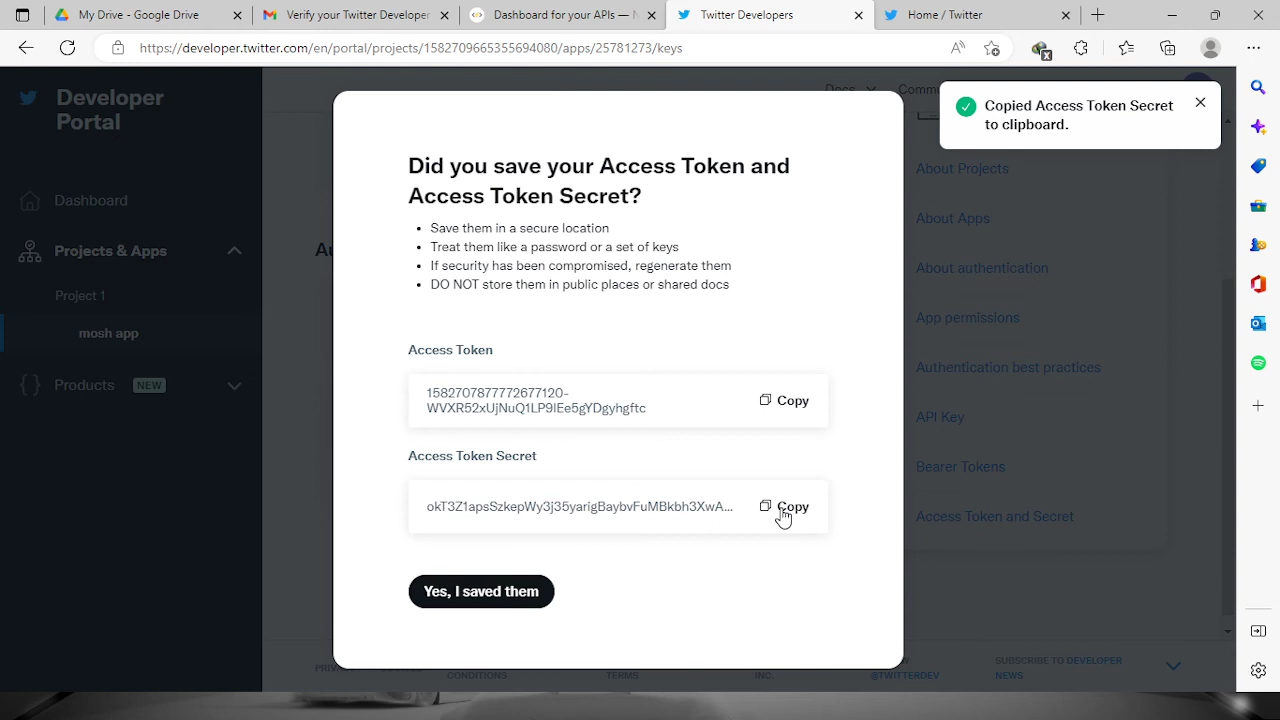 My Drive - Google Drive
Verify your Twitter Developer
Dashboard for your APIs —
Twitter Developers
Home / Twitter
https://developer.twitter.com/en/portal/projects/1582709665355694080/apps/25781273/keys
Developer
Portal
Docs
Commu
Copied Access Token Secret
to clipboard.
Did you save your Access Token and
Access Token Secret?
• Save them in a secure location
• Treat them like a password or a set of keys
• If security has been compromised, regenerate them
• DO NOT store them in public places or shared docs
Dashboard
Projects & Apps
Project 1
mosh app
Products NEW
Au
Access Token
1582707877772677120-
WVXR52xUjNuQ1LP9IEe5gYDgyhgftc
Copy
Access Token Secret
okT3Z1apsSzkepWy3j35yarigBaybvFuMBkbh3XwA...
Copy
Yes, I saved them
About Projects
About Apps
About authentication
App permissions
Authentication best practices
API Key
Bearer Tokens
Access Token and Secret
CONDITIONS
TERMS
INC.
@TWITTERDEV
SUBSCRIBE TO DEVELOPER
NEWS